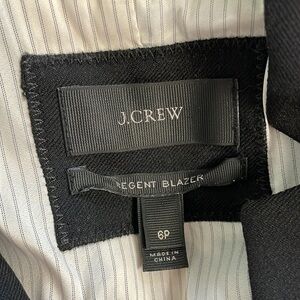 J.CREW
REGENT BLAZER
6P
MADE IN
CHINA